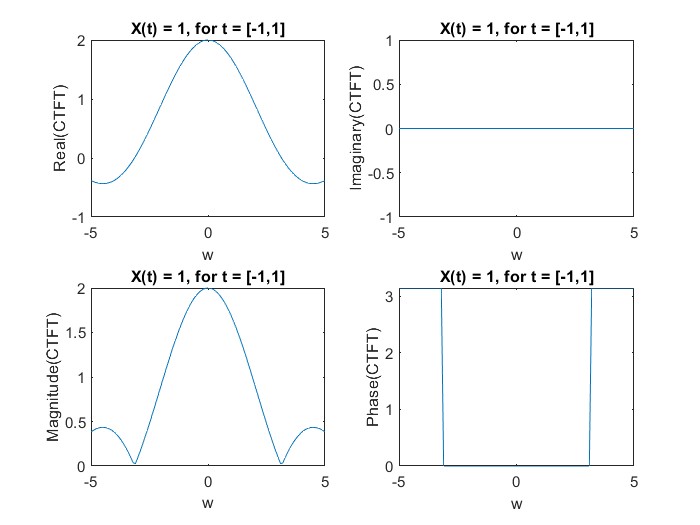 X(t) = 1, for t = [-1,1]
Real(CTFT)
2
1
0
-1
-5
0
5
w
X(t) = 1, for t = [-1,1]
Imaginary(CTFT)
1
0.5
0
-0.5
-1
-5
0
5
w
X(t) = 1, for t = [-1,1]
Magnitude(CTFT)
2
1.5
1
0.5
0
-5
0
5
w
X(t) = 1, for t = [-1,1]
Phase(CTFT)
3
2
1
0
-5
0
5
w